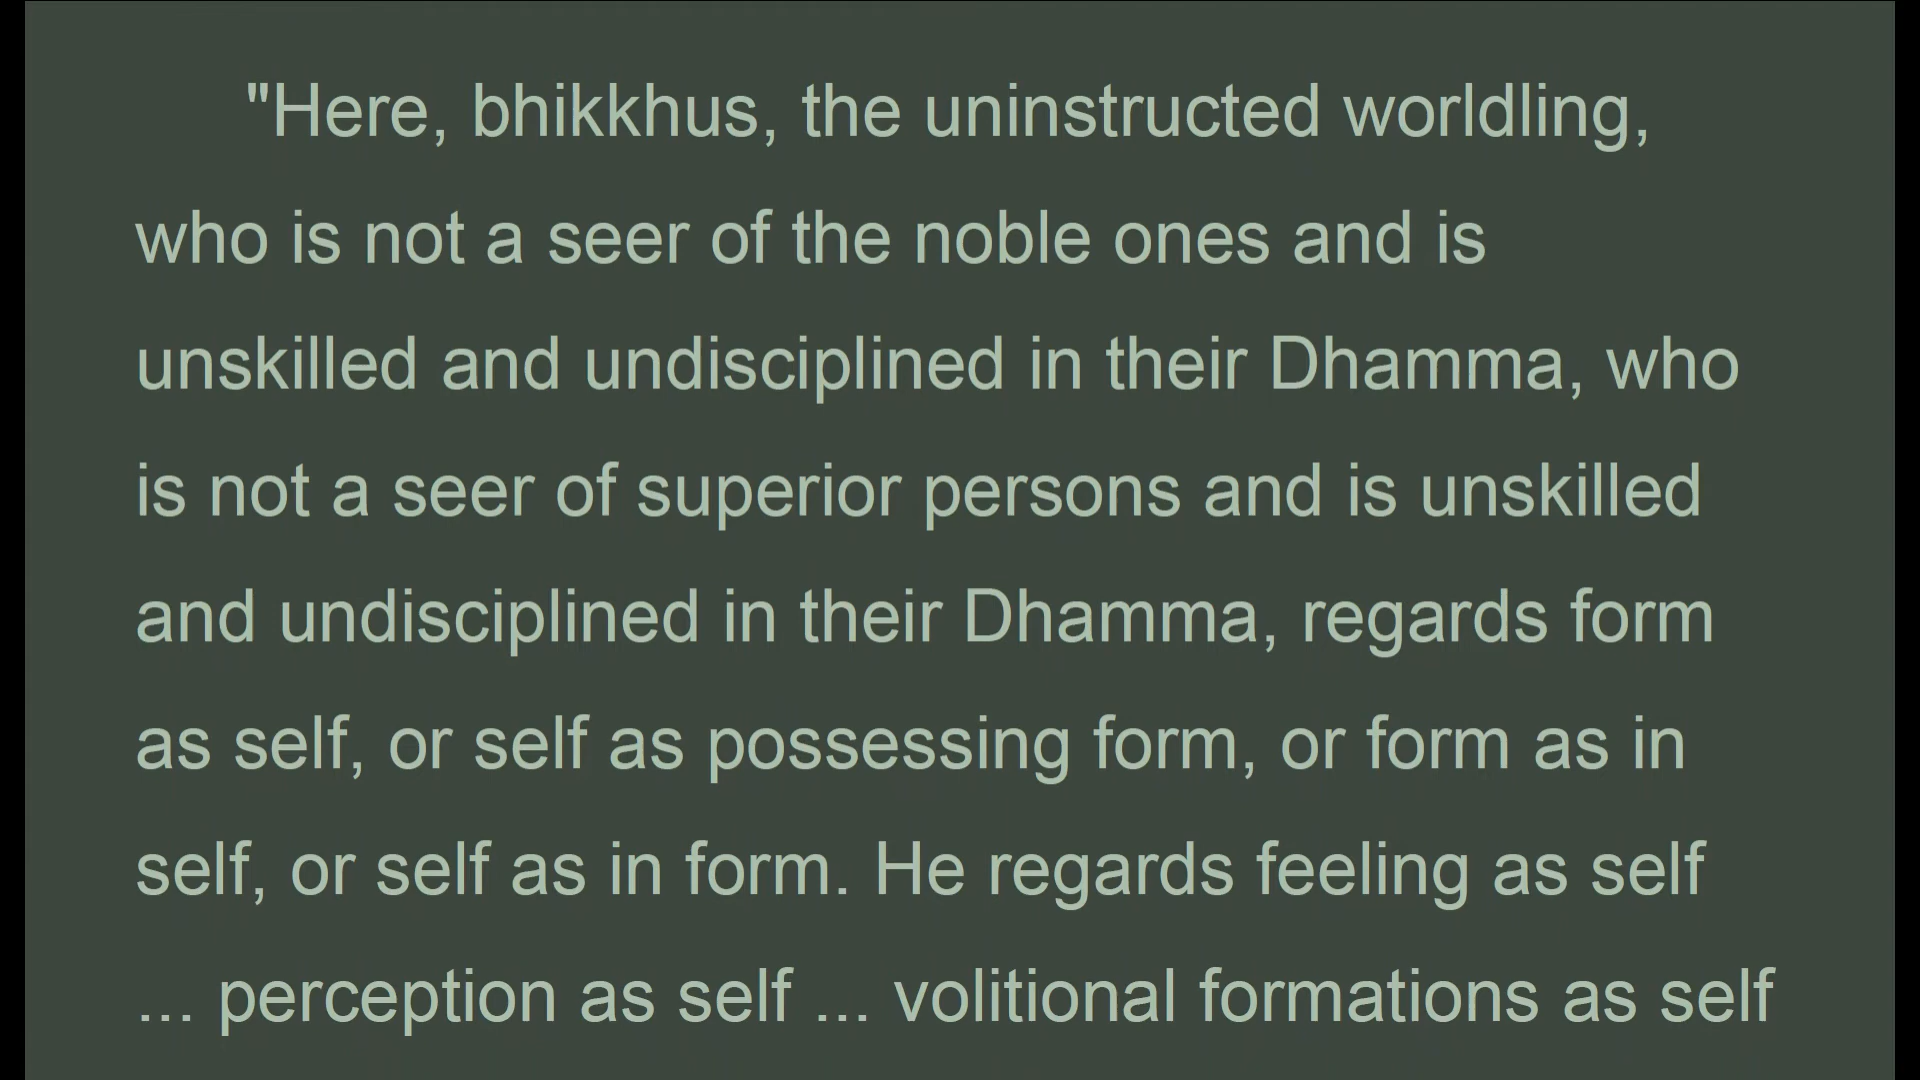 "Here, bhikkhus, the uninstructed worldling,
who is not a seer of the noble ones and is
unskilled and undisciplined in their Dhamma, who
is not a seer of superior persons and is unskilled
and undisciplined in their Dhamma, regards form
as self, or self as possessing form, or form as in
self, or self as in form. He regards feeling as self
... perception as self ... volitional formations as self